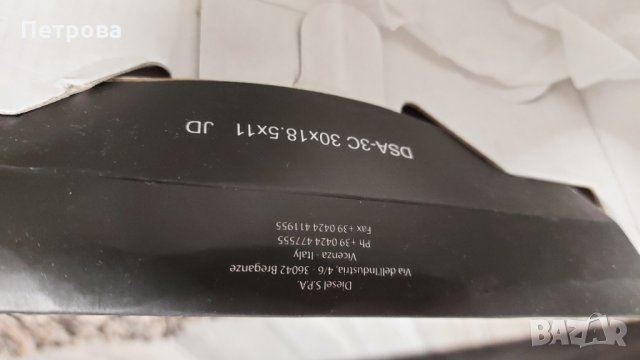 Петрова
DSA-3C 30x18.5x11 JD
Diesel S.P.A.
Via dell'Industria, 4/6 - 36042 Breganze
Vicenza - Italy
Ph +39 0424 477555
Fax +39 0424 411955
BAZAR